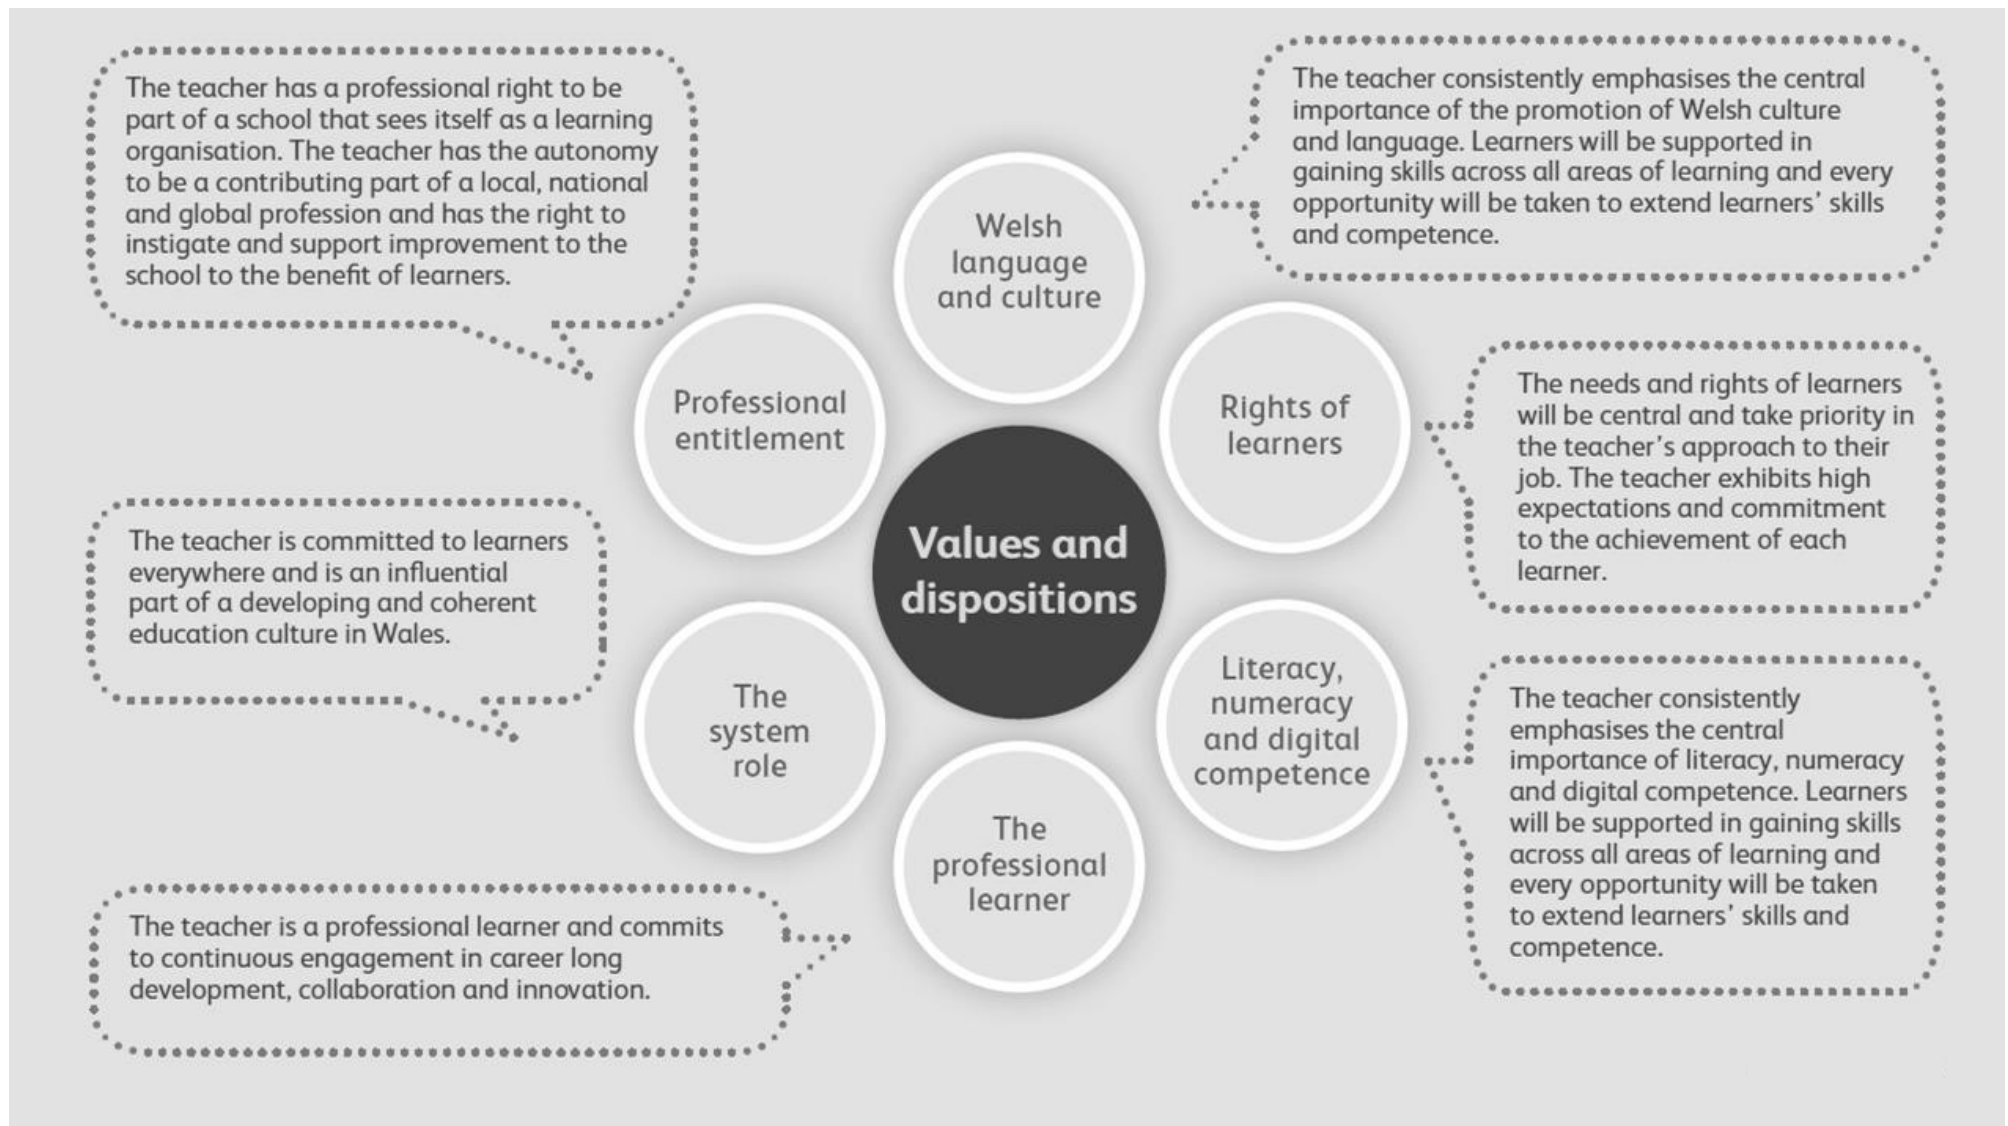 The teacher has a professional right to be
part of a school that sees itself as a learning
organisation. The teacher has the autonomy
to be a contributing part of a local, national
and global profession and has the right to
instigate and support improvement to the
school to the benefit of learners.
The teacher consistently emphasises the central
importance of the promotion of Welsh culture
and language. Learners will be supported in
gaining skills across all areas of learning and every
opportunity will be taken to extend learners' skills
and competence.
Welsh
language
and culture
Professional
entitlement
Rights of
learners
The needs and rights of learners
will be central and take priority in
the teacher's approach to their
job. The teacher exhibits high
expectations and commitment
to the achievement of each
learner.
Values and
dispositions
The teacher is committed to learners
everywhere and is an influential
part of a developing and coherent
education culture in Wales.
The
system
role
Literacy,
numeracy
and digital
competence
The teacher consistently
emphasises the central
importance of literacy, numeracy
and digital competence. Learners
will be supported in gaining skills
across all areas of learning and
every opportunity will be taken
to extend learners' skills and
competence.
The
professional
learner
The teacher is a professional learner and commits
to continuous engagement in career long
development, collaboration and innovation.